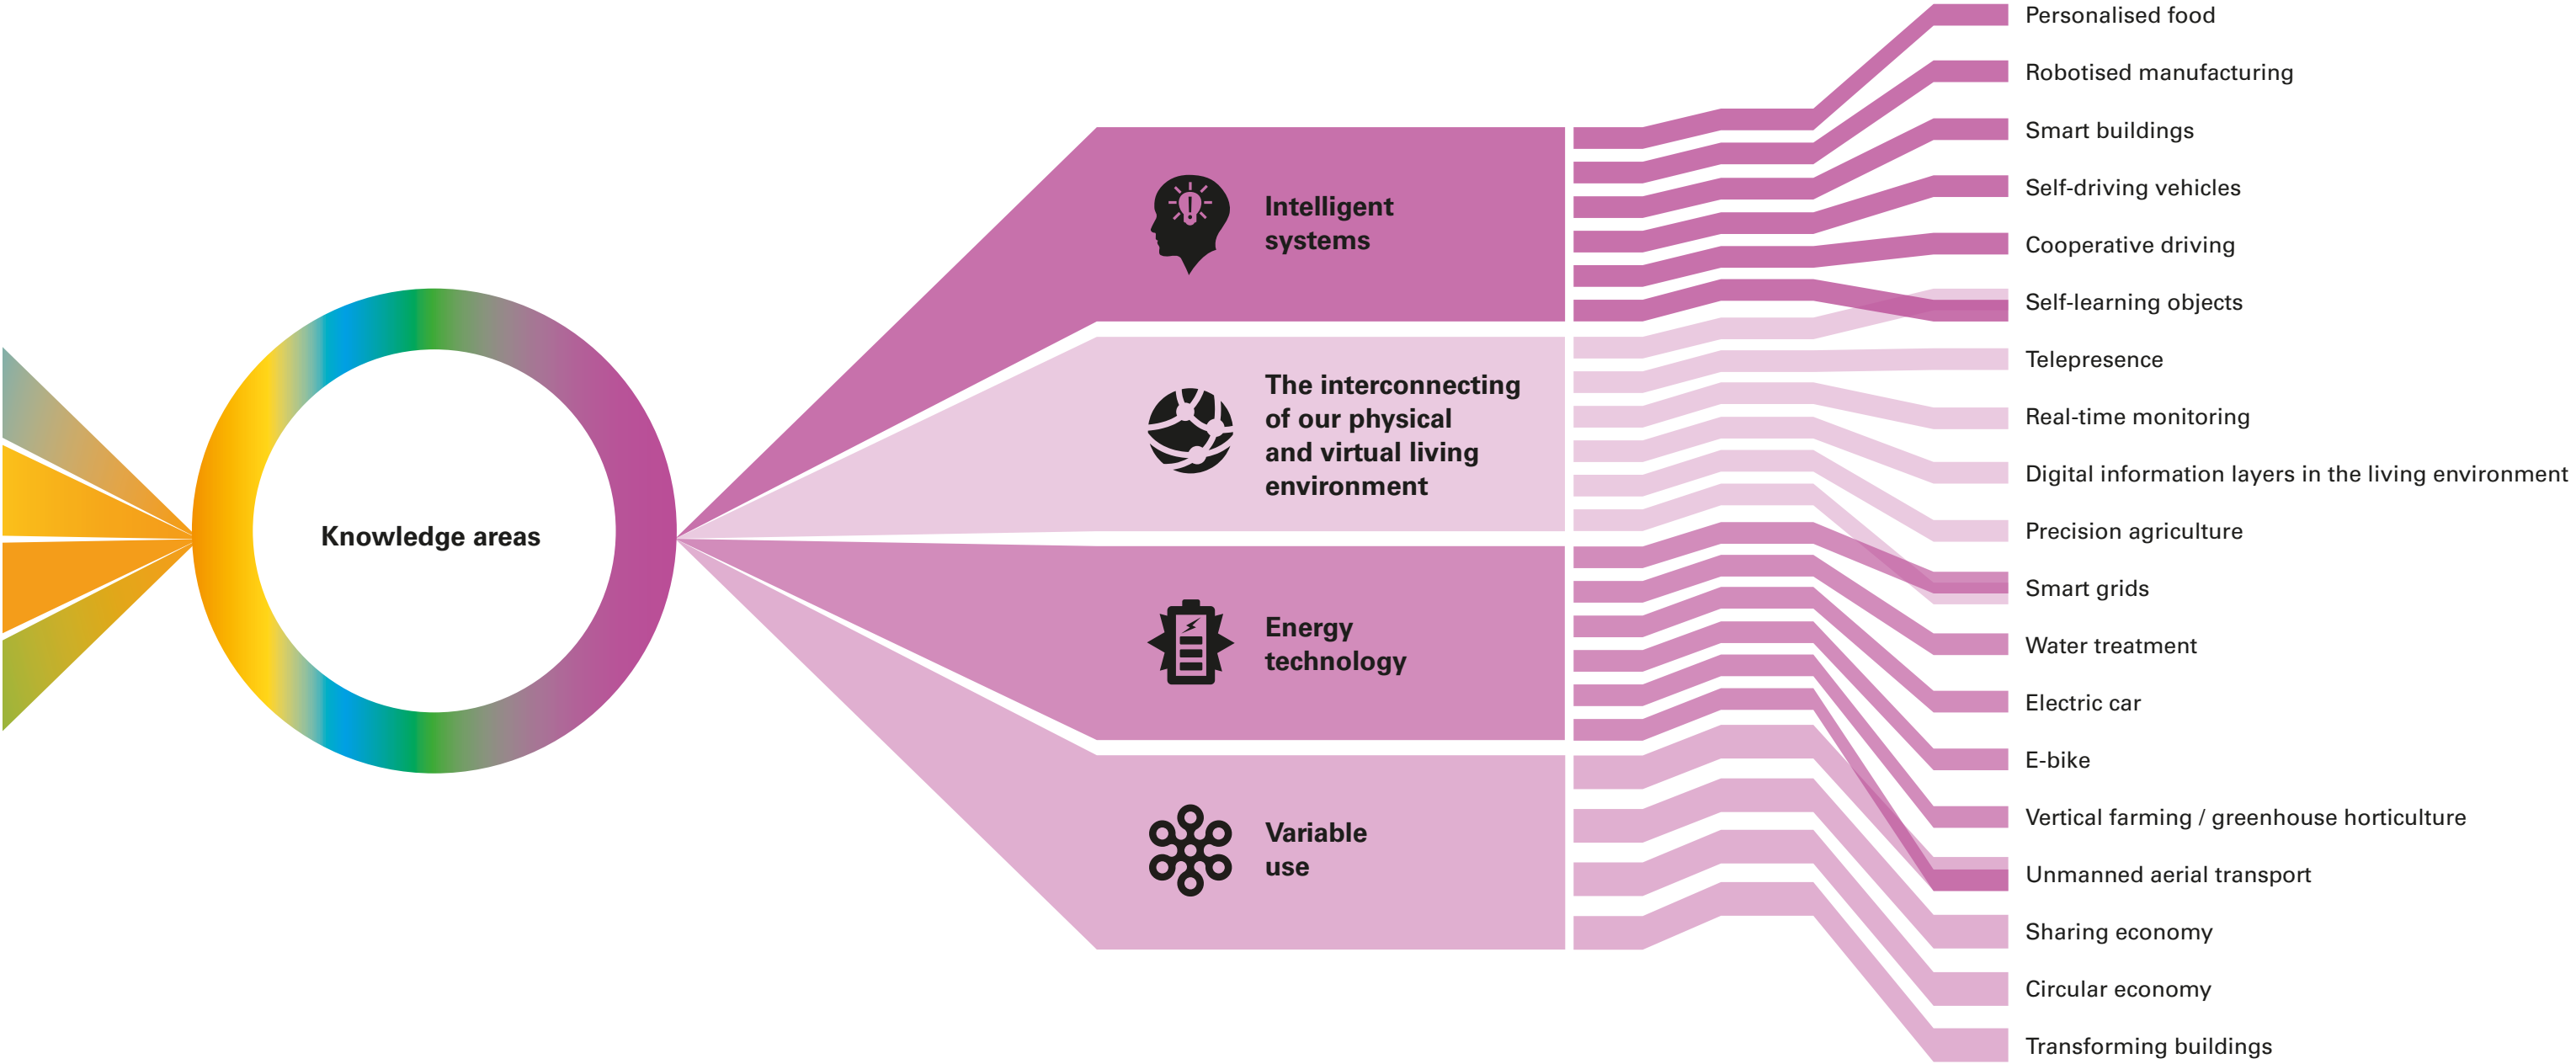 Knowledge areas
Intelligent
systems
The interconnecting
of our physical
and virtual living
environment
Energy
technology
Variable
use
Personalised food
Robotised manufacturing
Smart buildings
Self-driving vehicles
Cooperative driving
Self-learning objects
Telepresence
Real-time monitoring
Digital information layers in the living environment
Precision agriculture
Smart grids
Water treatment
Electric car
E-bike
Vertical farming / greenhouse horticulture
Unmanned aerial transport
Sharing economy
Circular economy
Transforming buildings